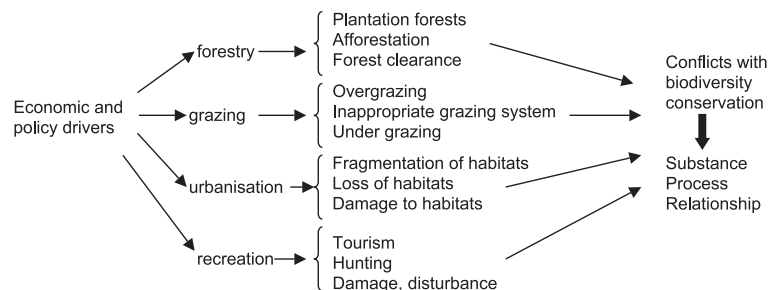 Economic and
policy drivers
forestry
Plantation forests
Afforestation
Forest clearance
grazing
Overgrazing
Inappropriate grazing system
Under grazing
urbanisation
Fragmentation of habitats
Loss of habitats
Damage to habitats
recreation
Tourism
Hunting
Damage, disturbance
Conflicts with
biodiversity
conservation
Substance
Process
Relationship